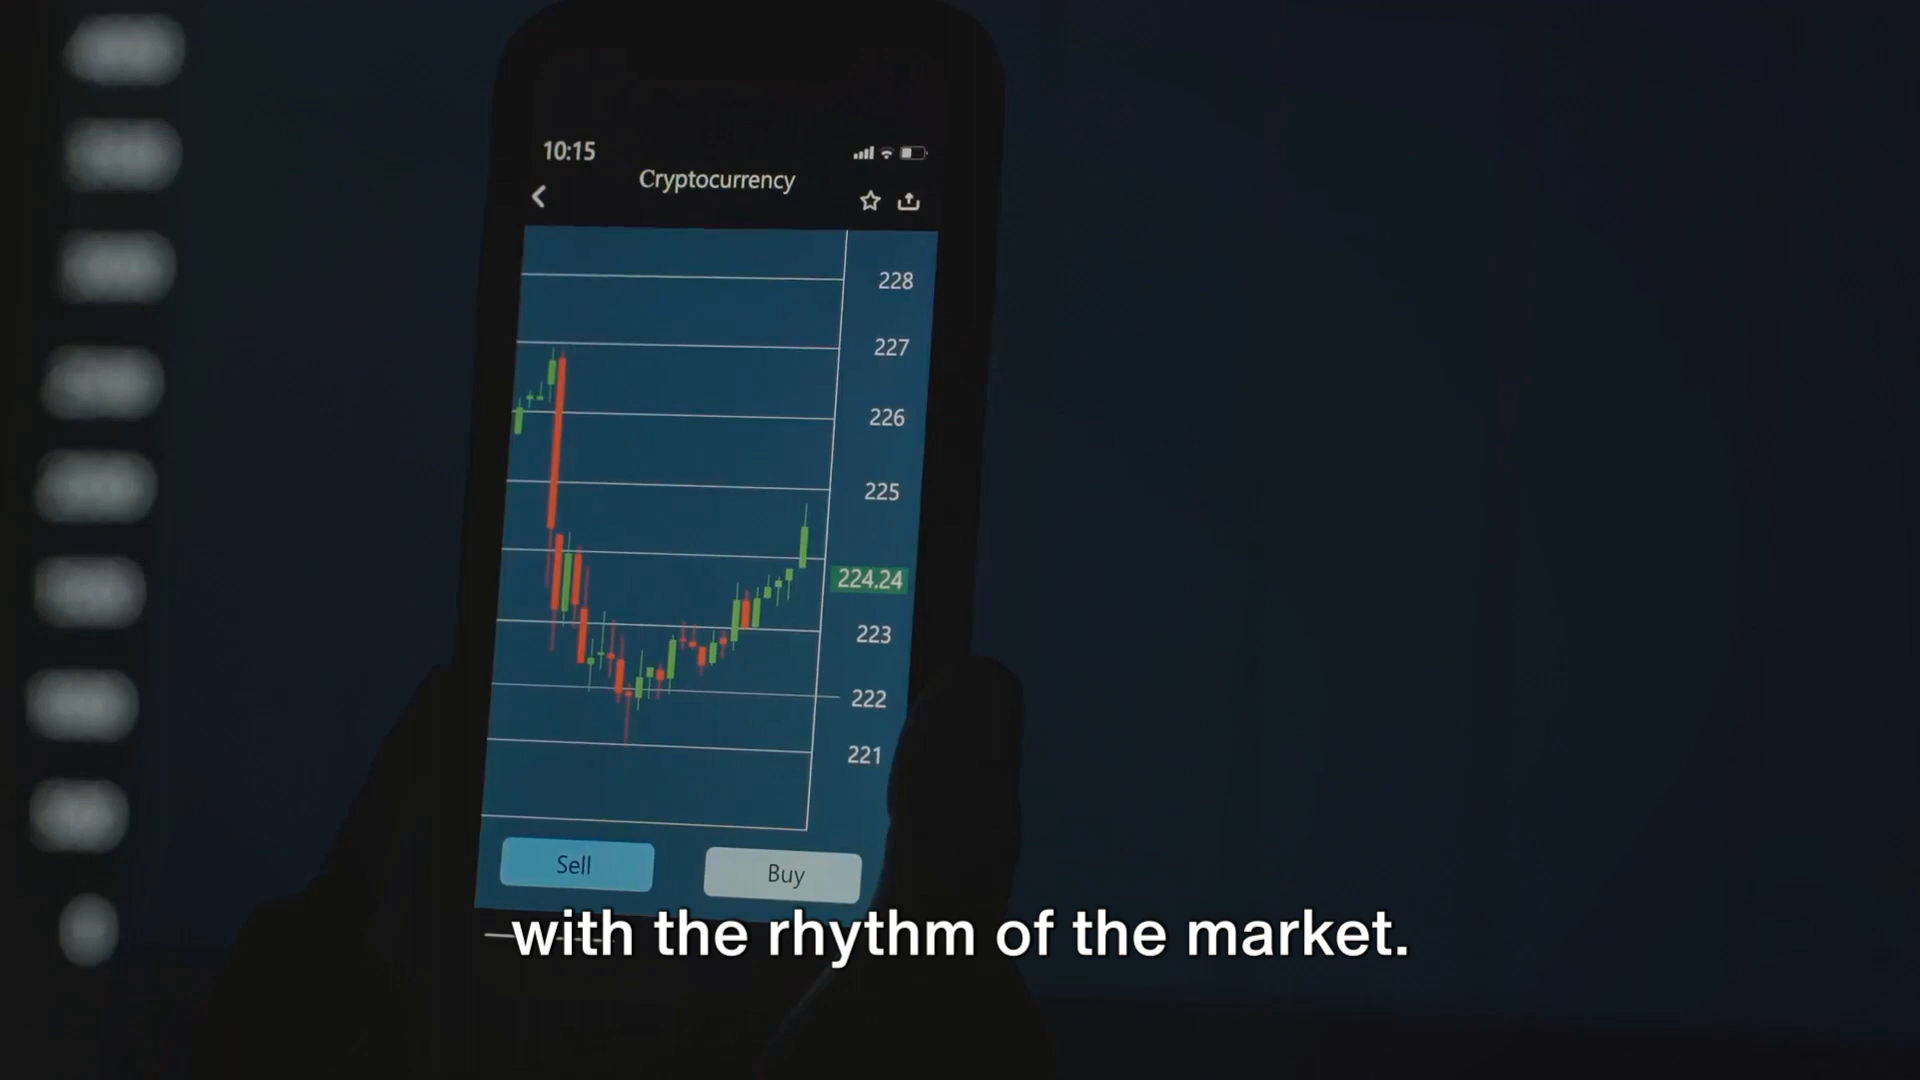 10:15
Cryptocurrency
228
227
226
225
224.24
223
222
221
Sell
Buy
with the rhythm of the market.